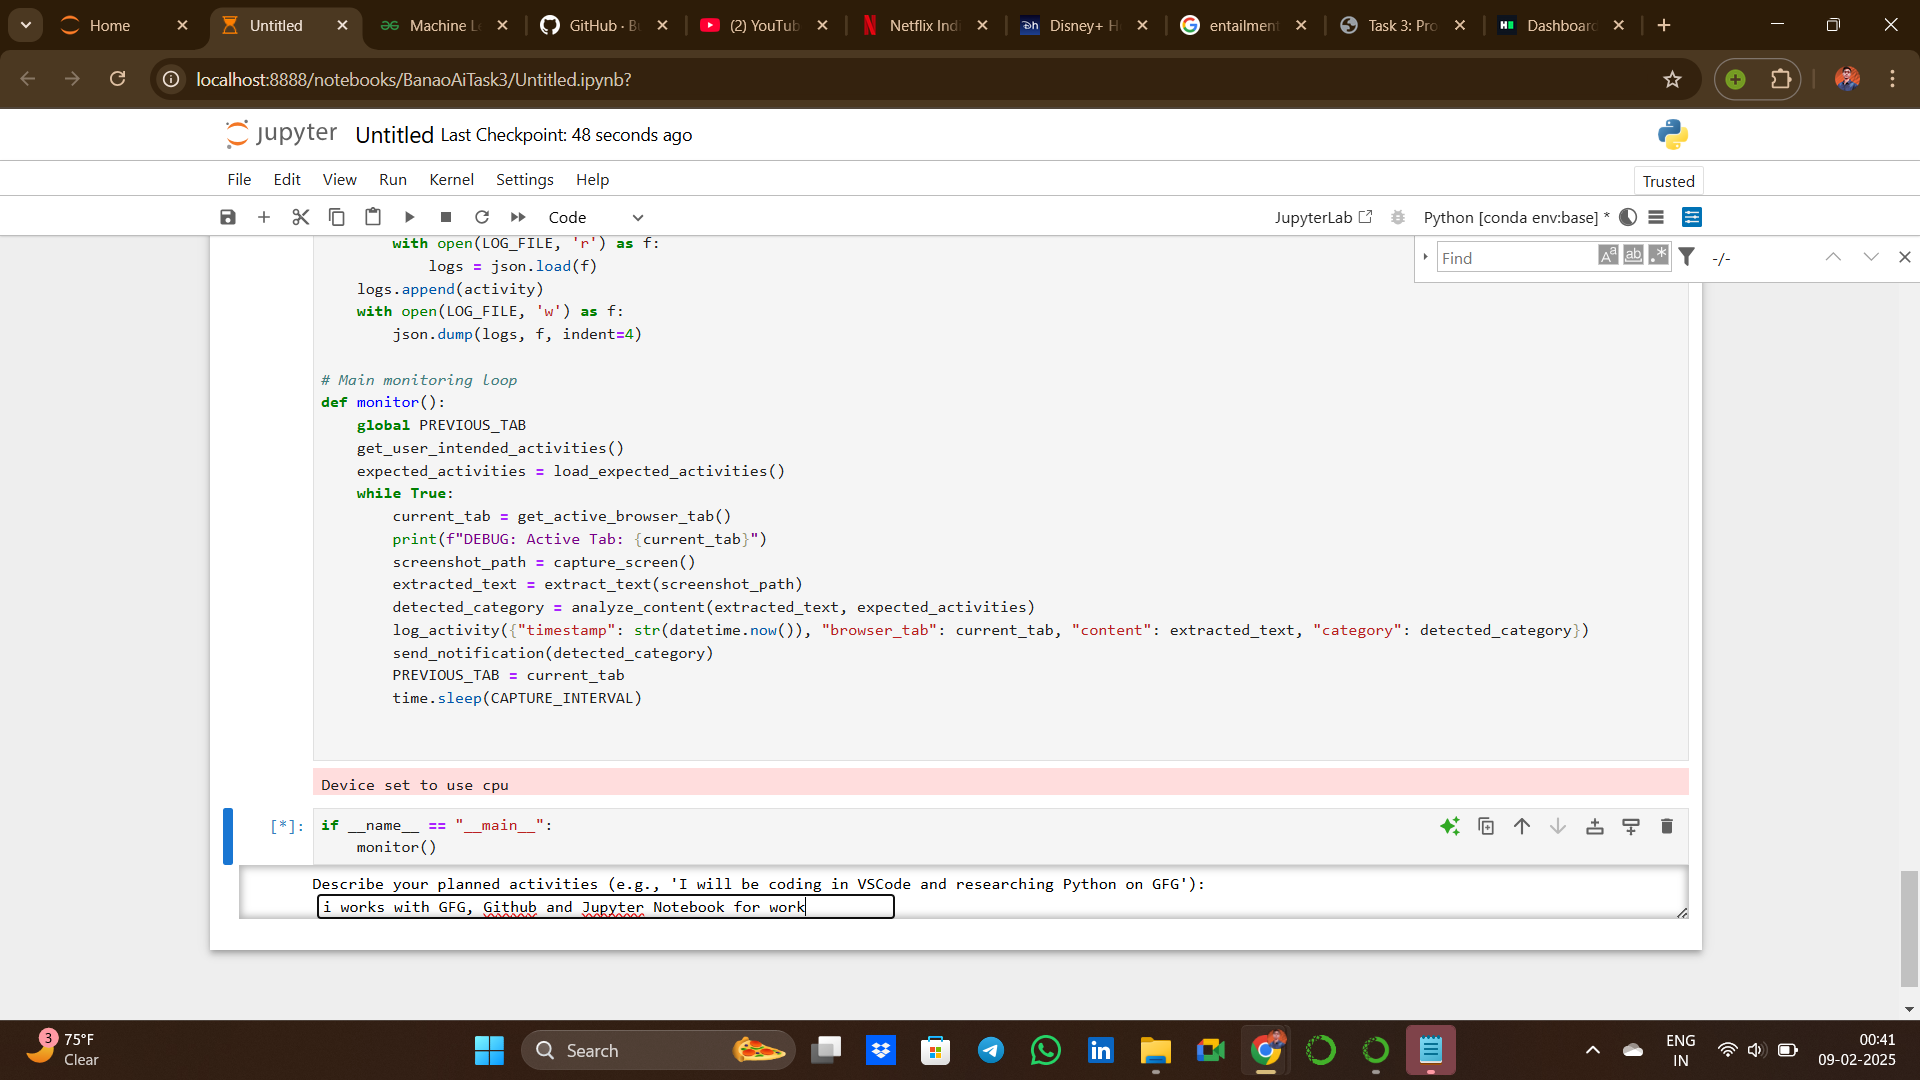 Home
Untitled
Machine Le
GitHub · Bu
(2) YouTub
Netflix Indi
Disney+ H
entailment
Task 3: Pro
Dashboard
localhost:8888/notebooks/BanaoAiTask3/Untitled.ipynb?
jupyter Untitled Last Checkpoint: 48 seconds ago
File Edit View Run Kernel Settings Help
Trusted
Code
JupyterLab
Python [conda env:base] *
Find
-/-
with open(LOG_FILE, 'r') as f:
logs = json.load(f)
logs.append(activity)
with open(LOG_FILE, 'w') as f:
json.dump(logs, f, indent=4)
# Main monitoring loop
def monitor():
global PREVIOUS_TAB
get_user_intended_activities()
expected_activities = load_expected_activities()
while True:
current_tab = get_active_browser_tab()
print(f"DEBUG: Active Tab: {current_tab}")
screenshot_path = capture_screen()
extracted_text = extract_text(screenshot_path)
detected_category = analyze_content(extracted_text, expected_activities)
log_activity({"timestamp": str(datetime.now()), "browser_tab": current_tab, "content": extracted_text, "category": detected_category})
send_notification(detected_category)
PREVIOUS_TAB = current_tab
time.sleep(CAPTURE_INTERVAL)
Device set to use cpu
[*]: if __name__ == "__main__":
monitor()
Describe your planned activities (e.g., 'I will be coding in VSCode and researching Python on GFG'):
i works with GFG, Github and Jupyter Notebook for work
3
75°F
Clear
Search
ENG
IN
00:41
09-02-2025